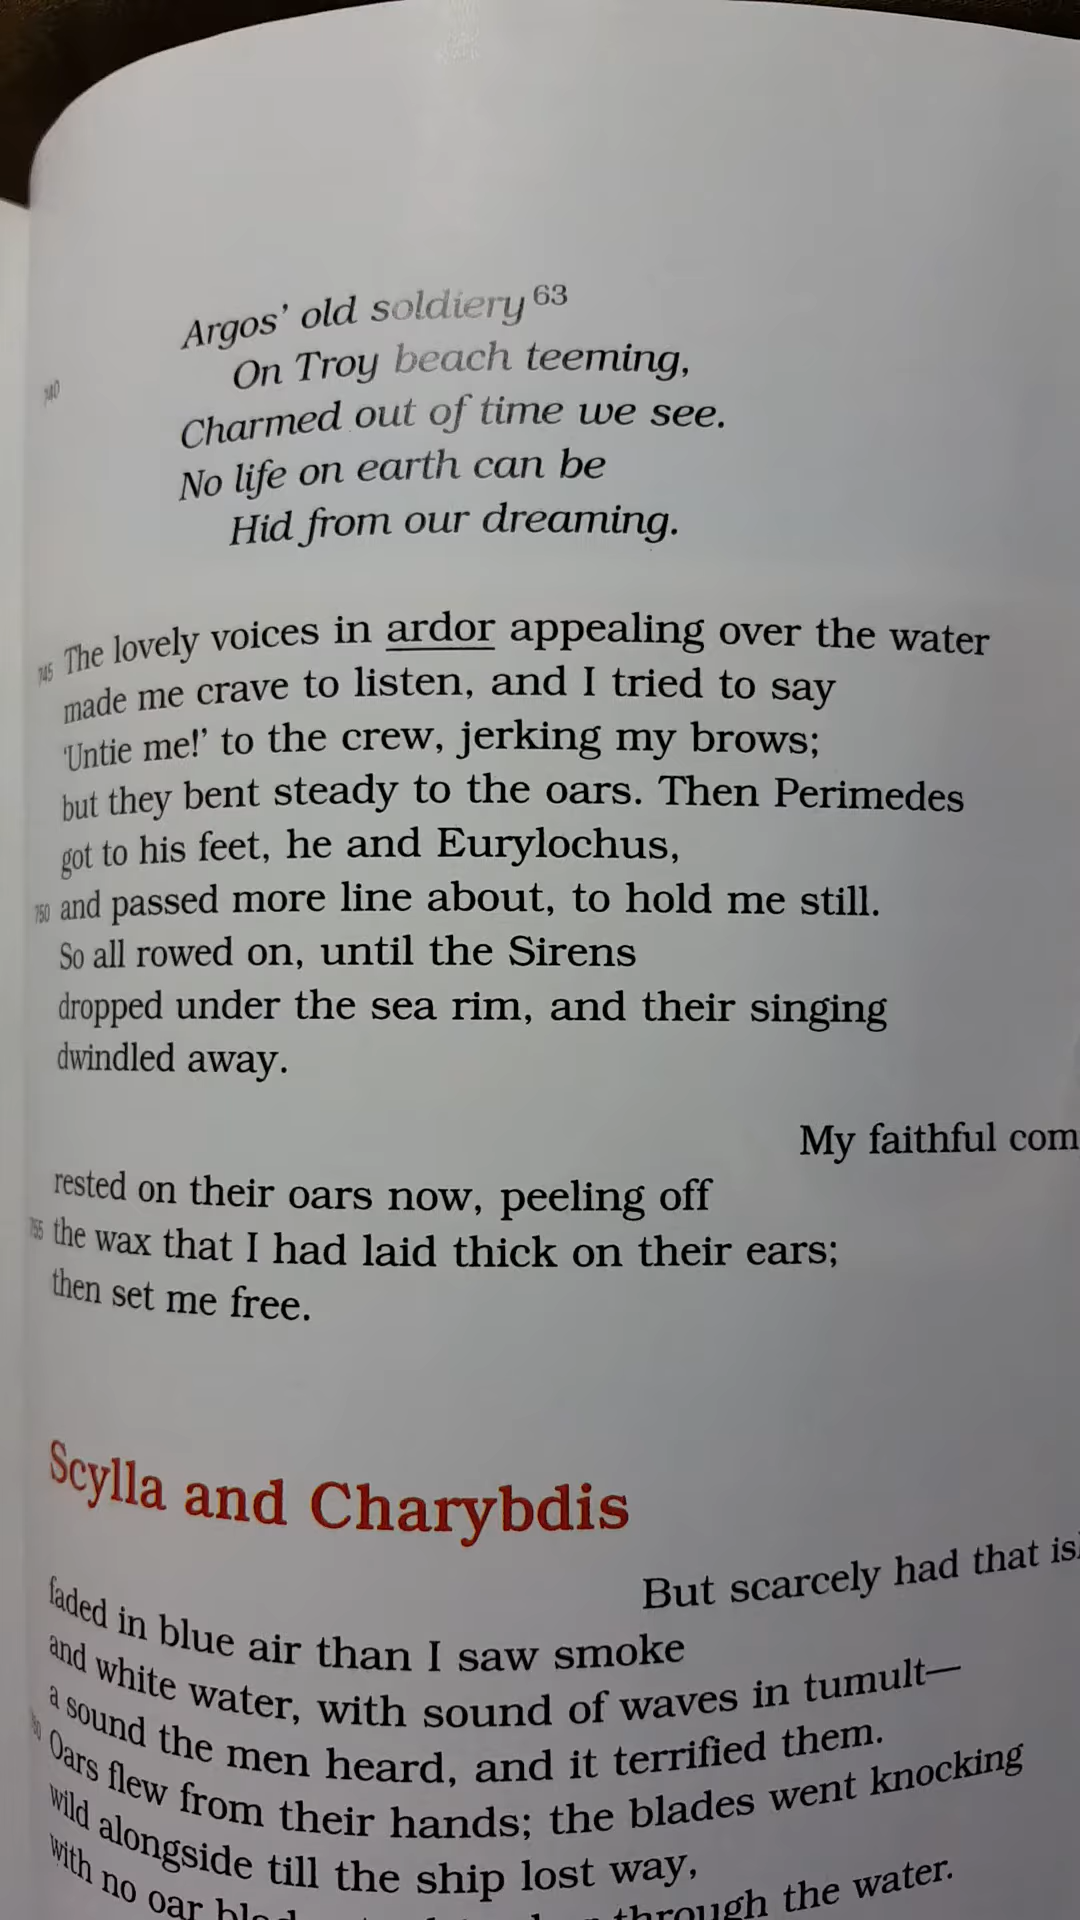 Argos’ old soldiery 63
On Troy beach teeming,
740
Charmed out of time we see.
No life on earth can be
Hid from our dreaming.
The lovely voices in ardor appealing over the water
745
made me crave to listen, and I tried to say
‘Untie me!’ to the crew, jerking my brows;
but they bent steady to the oars. Then Perimedes
got to his feet, he and Eurylochus,
750 and passed more line about, to hold me still.
So all rowed on, until the Sirens
dropped under the sea rim, and their singing
dwindled away.
My faithful com
rested on their oars now, peeling off
755 the wax that I had laid thick on their ears;
then set me free.
Scylla and Charybdis
But scarcely had that isl
faded in blue air than I saw smoke
and white water, with sound of waves in tumult—
a sound the men heard, and it terrified them.
760 Oars flew from their hands; the blades went knocking
wild alongside till the ship lost way,
with no oar through the water.